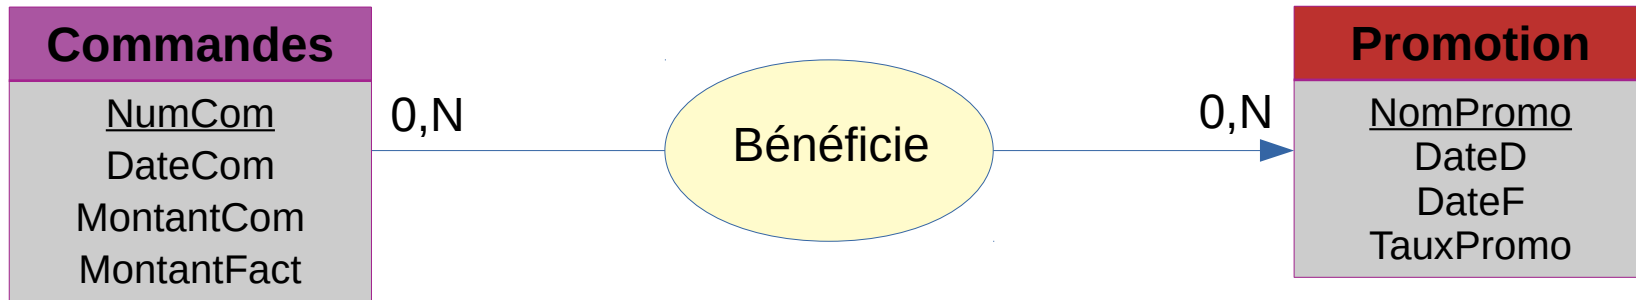 Commandes
NumCom
DateCom
MontantCom
MontantFact
0,N
Bénéficie
0,N
Promotion
NomPromo
DateD
DateF
TauxPromo